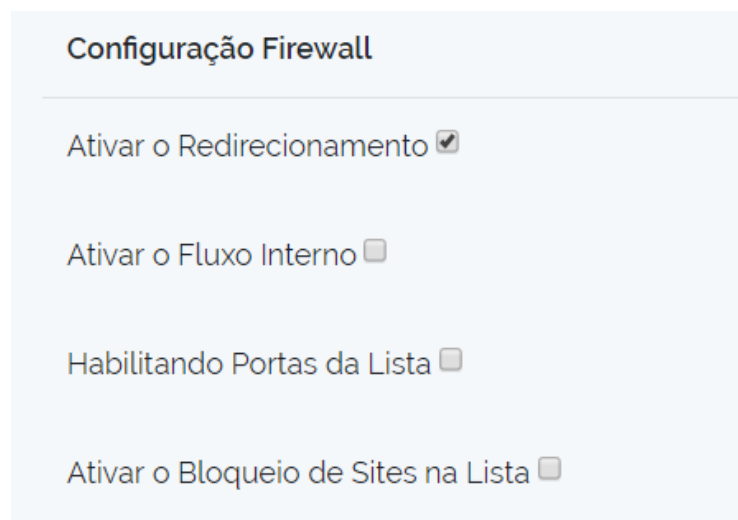 Configuração Firewall
Ativar o Redirecionamento
Ativar o Fluxo Interno
Habilitando Portas da Lista
Ativar o Bloqueio de Sites na Lista